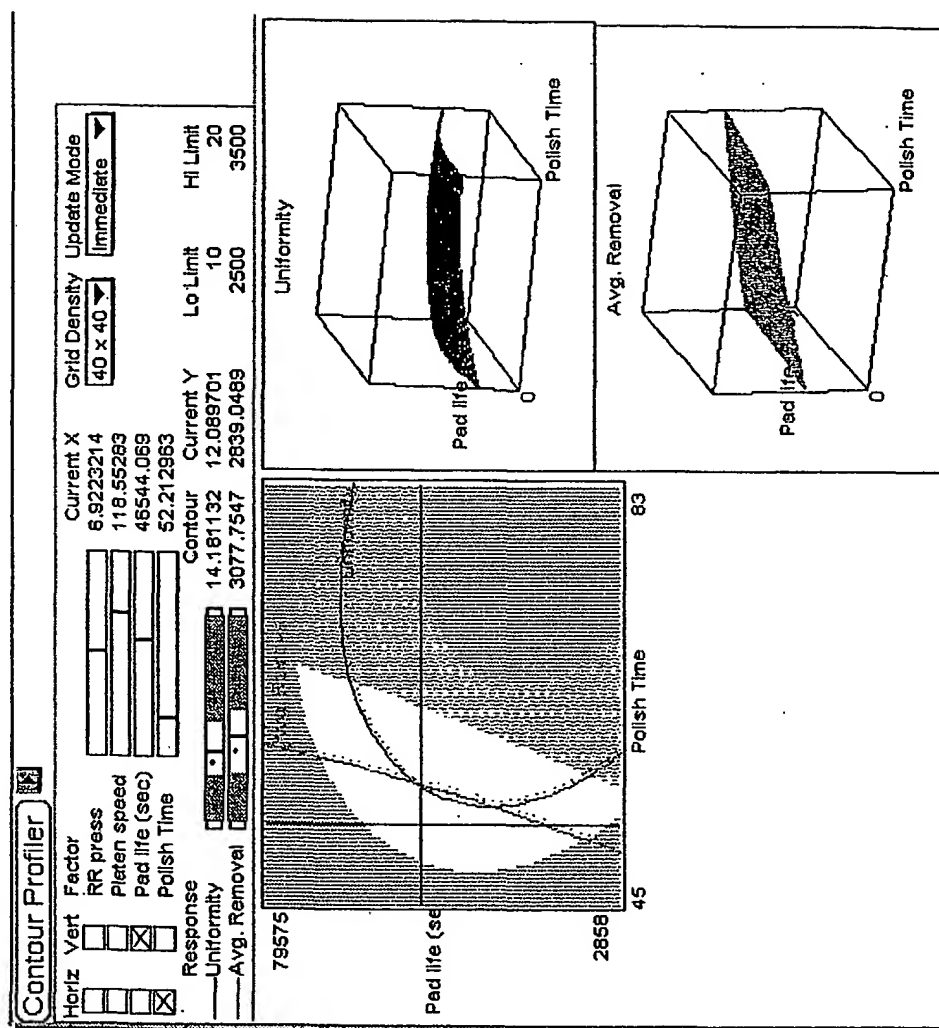 Contour Profiler
Horiz Vert Factor Current X Grid Density Update Mode
RR press 6.9223214 40 x 40 Immediate
Platen speed 118.55283
Pad life (sec) 46544.069
Polish Time 52.212963
Response Contour Current Y Lo Limit Hi Limit
Uniformity 14.181132 12.089701 10 20
Avg. Removal 3077.7547 2839.0489 2500 3500
79575
Pad life (se
2858
45 Polish Time 83
Uniformity
Pad life
0
Polish Time
Avg. Removal
Pad life
0
Polish Time